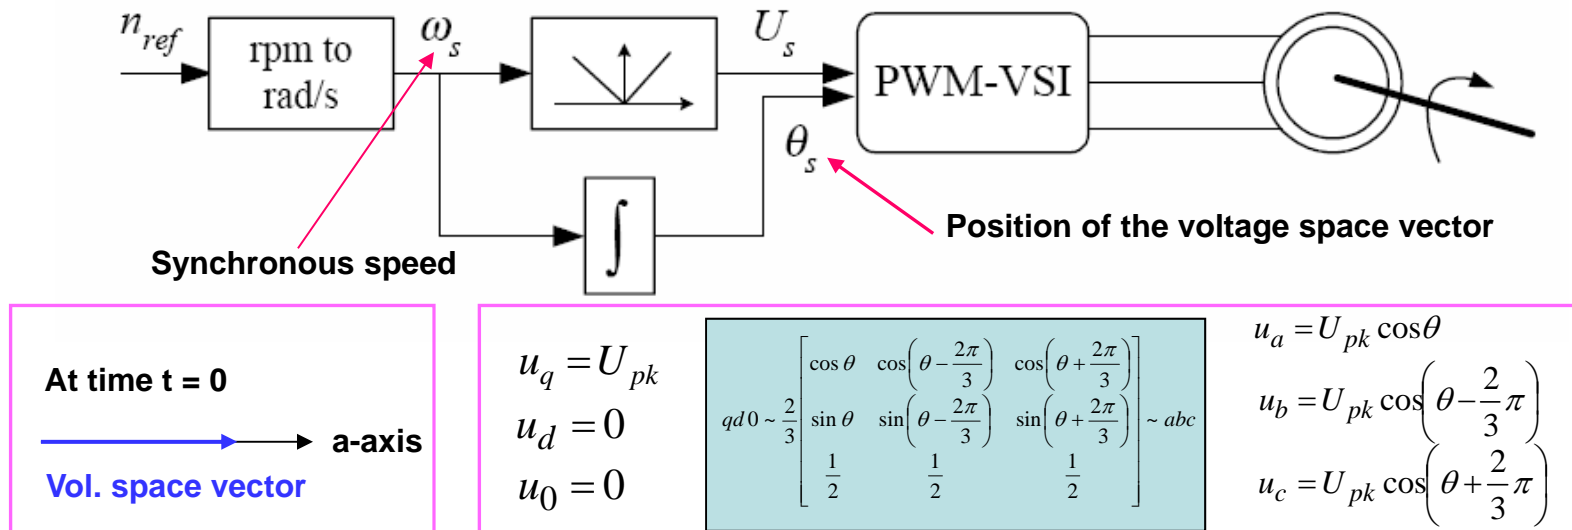 n_ref
rpm to
rad/s
ω_s
U_s
PWM-VSI
θ_s
∫
Synchronous speed
Position of the voltage space vector
At time t = 0
a-axis
Vol. space vector
u_q = U_pk
u_d = 0
u_0 = 0
qd0 ~ 2/3 [ cos θ  cos(θ − 2π/3)  cos(θ + 2π/3)
sin θ  sin(θ − 2π/3)  sin(θ + 2π/3)
1/2  1/2  1/2 ] ~ abc
u_a = U_pk cos θ
u_b = U_pk cos(θ − 2/3 π)
u_c = U_pk cos(θ + 2/3 π)